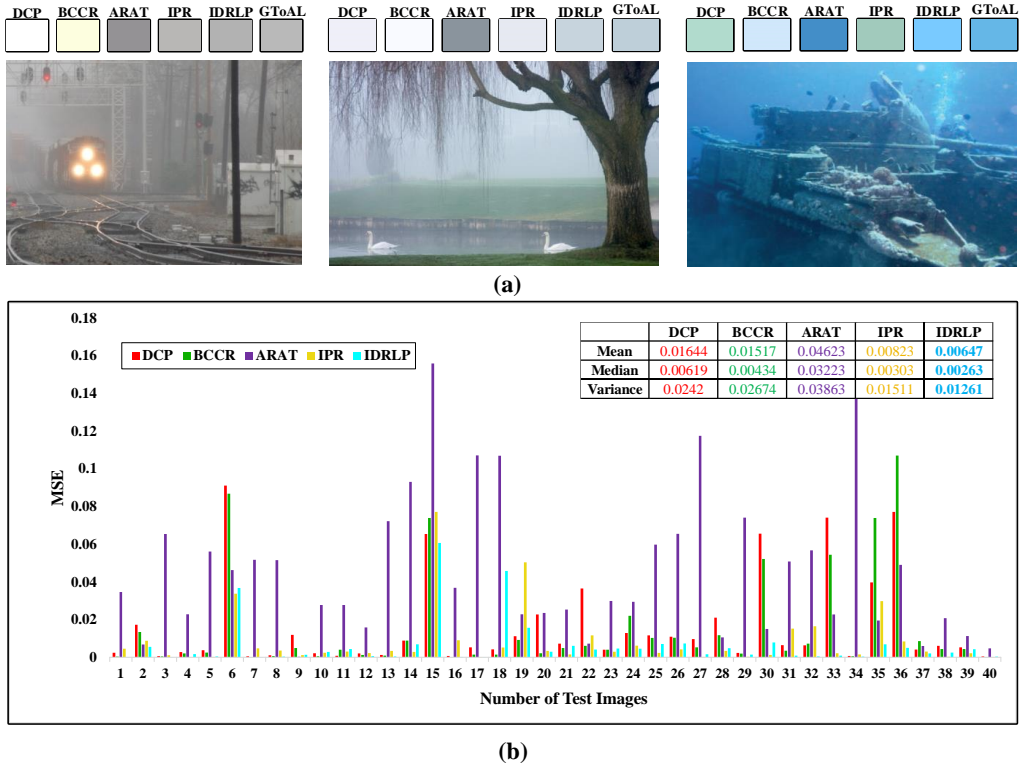 DCP BCCR ARAT IPR IDRLP GToAL DCP BCCR ARAT IPR IDRLP GToAL DCP BCCR ARAT IPR IDRLP GToAL
(a)
0.18
0.16
0.14
0.12
0.1
0.08
0.06
0.04
0.02
0
MSE
DCP BCCR ARAT IPR IDRLP
DCP BCCR ARAT IPR IDRLP
Mean 0.01644 0.01517 0.04623 0.00823 0.00647
Median 0.00619 0.00434 0.03223 0.00303 0.00263
Variance 0.0242 0.02674 0.03863 0.01511 0.01261
1 2 3 4 5 6 7 8 9 10 11 12 13 14 15 16 17 18 19 20 21 22 23 24 25 26 27 28 29 30 31 32 33 34 35 36 37 38 39 40
Number of Test Images
(b)